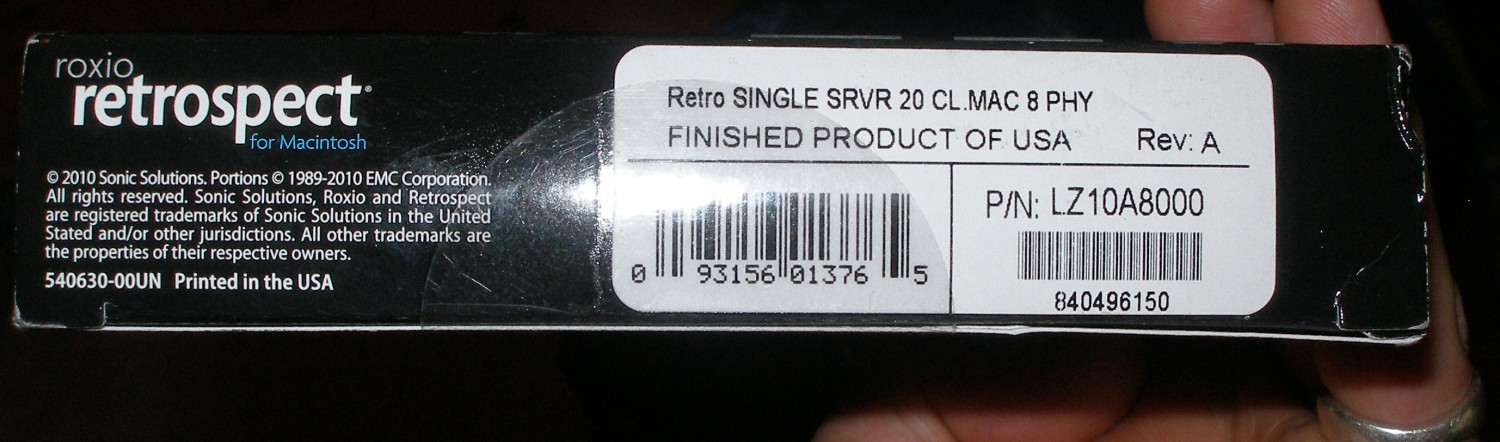 roxio
retrospect®
for Macintosh
© 2010 Sonic Solutions. Portions © 1989-2010 EMC Corporation.
All rights reserved. Sonic Solutions, Roxio and Retrospect
are registered trademarks of Sonic Solutions in the United
Stated and/or other jurisdictions. All other trademarks are
the properties of their respective owners.
540630-00UN Printed in the USA
Retro SINGLE SRVR 20 CL.MAC 8 PHY
FINISHED PRODUCT OF USA Rev: A
0 93156 01376 5
P/N: LZ10A8000
840496150